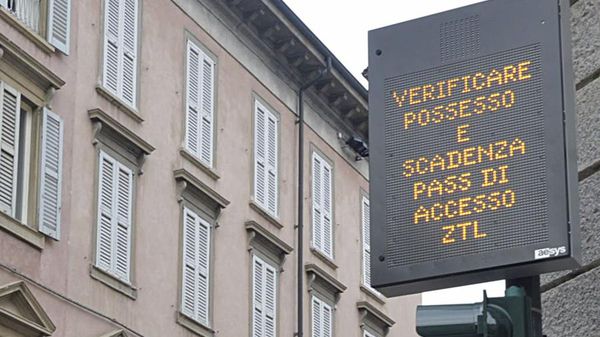 VERIFICARE
POSSESSO
E
SCADENZA
PASS DI
ACCESSO
ZTL
aesys